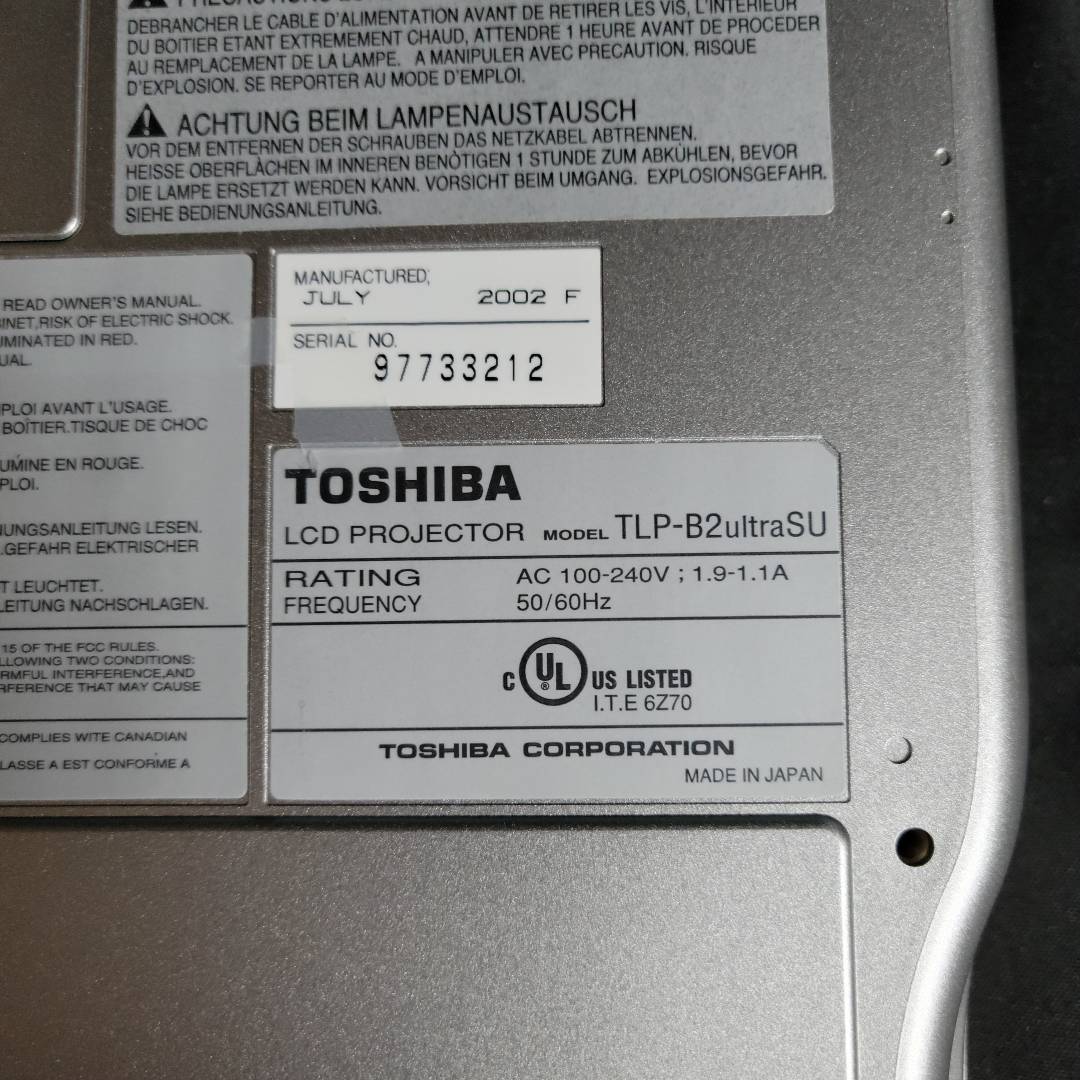 DEBRANCHER LE CABLE D'ALIMENTATION AVANT DE RETIRER LES VIS, L'INTERIEUR
DU BOITIER ETANT EXTREMEMENT CHAUD, ATTENDRE 1 HEURE AVANT DE PROCEDER
AU REMPLACEMENT DE LA LAMPE. A MANIPULER AVEC PRECAUTION. RISQUE
D'EXPLOSION. SE REPORTER AU MODE D'EMPLOI.
ACHTUNG BEIM LAMPENAUSTAUSCH
VOR DEM ENTFERNEN DER SCHRAUBEN DAS NETZKABEL ABTRENNEN.
HEISSE OBERFLÄCHEN IM INNEREN BENÖTIGEN 1 STUNDE ZUM ABKÜHLEN, BEVOR
DIE LAMPE ERSETZT WERDEN KANN. VORSICHT BEIM UMGANG. EXPLOSIONSGEFAHR.
SIEHE BEDIENUNGSANLEITUNG.
READ OWNER'S MANUAL.
INET,RISK OF ELECTRIC SHOCK.
UMINATED IN RED.
UAL.
PLOI AVANT L'USAGE.
BOÎTIER.TISQUE DE CHOC
UMINE EN ROUGE.
PLOI.
NUNGSANLEITUNG LESEN.
.GEFAHR ELEKTRISCHER
T LEUCHTET.
LEITUNG NACHSCHLAGEN.
15 OF THE FCC RULES.
LLOWING TWO CONDITIONS:
RMFUL INTERFERENCE,AND
RFERENCE THAT MAY CAUSE
COMPLIES WITE CANADIAN
LASSE A EST CONFORME A
MANUFACTURED;
JULY 2002 F
SERIAL NO.
97733212
TOSHIBA
LCD PROJECTOR MODEL TLP-B2ultraSU
RATING AC 100-240V ; 1.9-1.1A
FREQUENCY 50/60Hz
C UL ® US LISTED
I.T.E 6Z70
TOSHIBA CORPORATION
MADE IN JAPAN